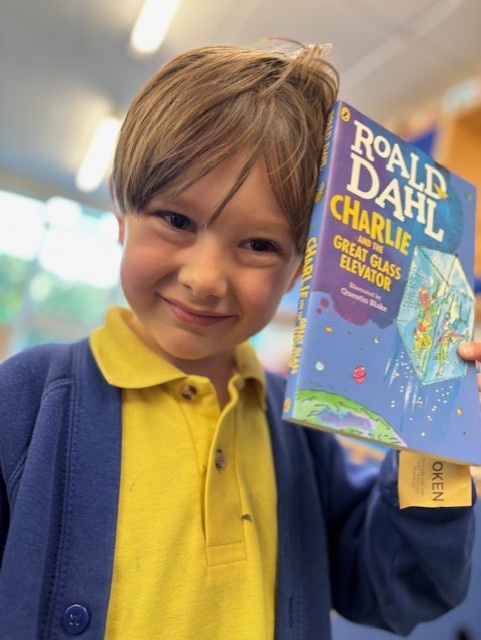 ROALD
DAHL
CHARLIE
AND THE
GREAT GLASS
ELEVATOR
Illustrated by
Quentin Blake
OKEN